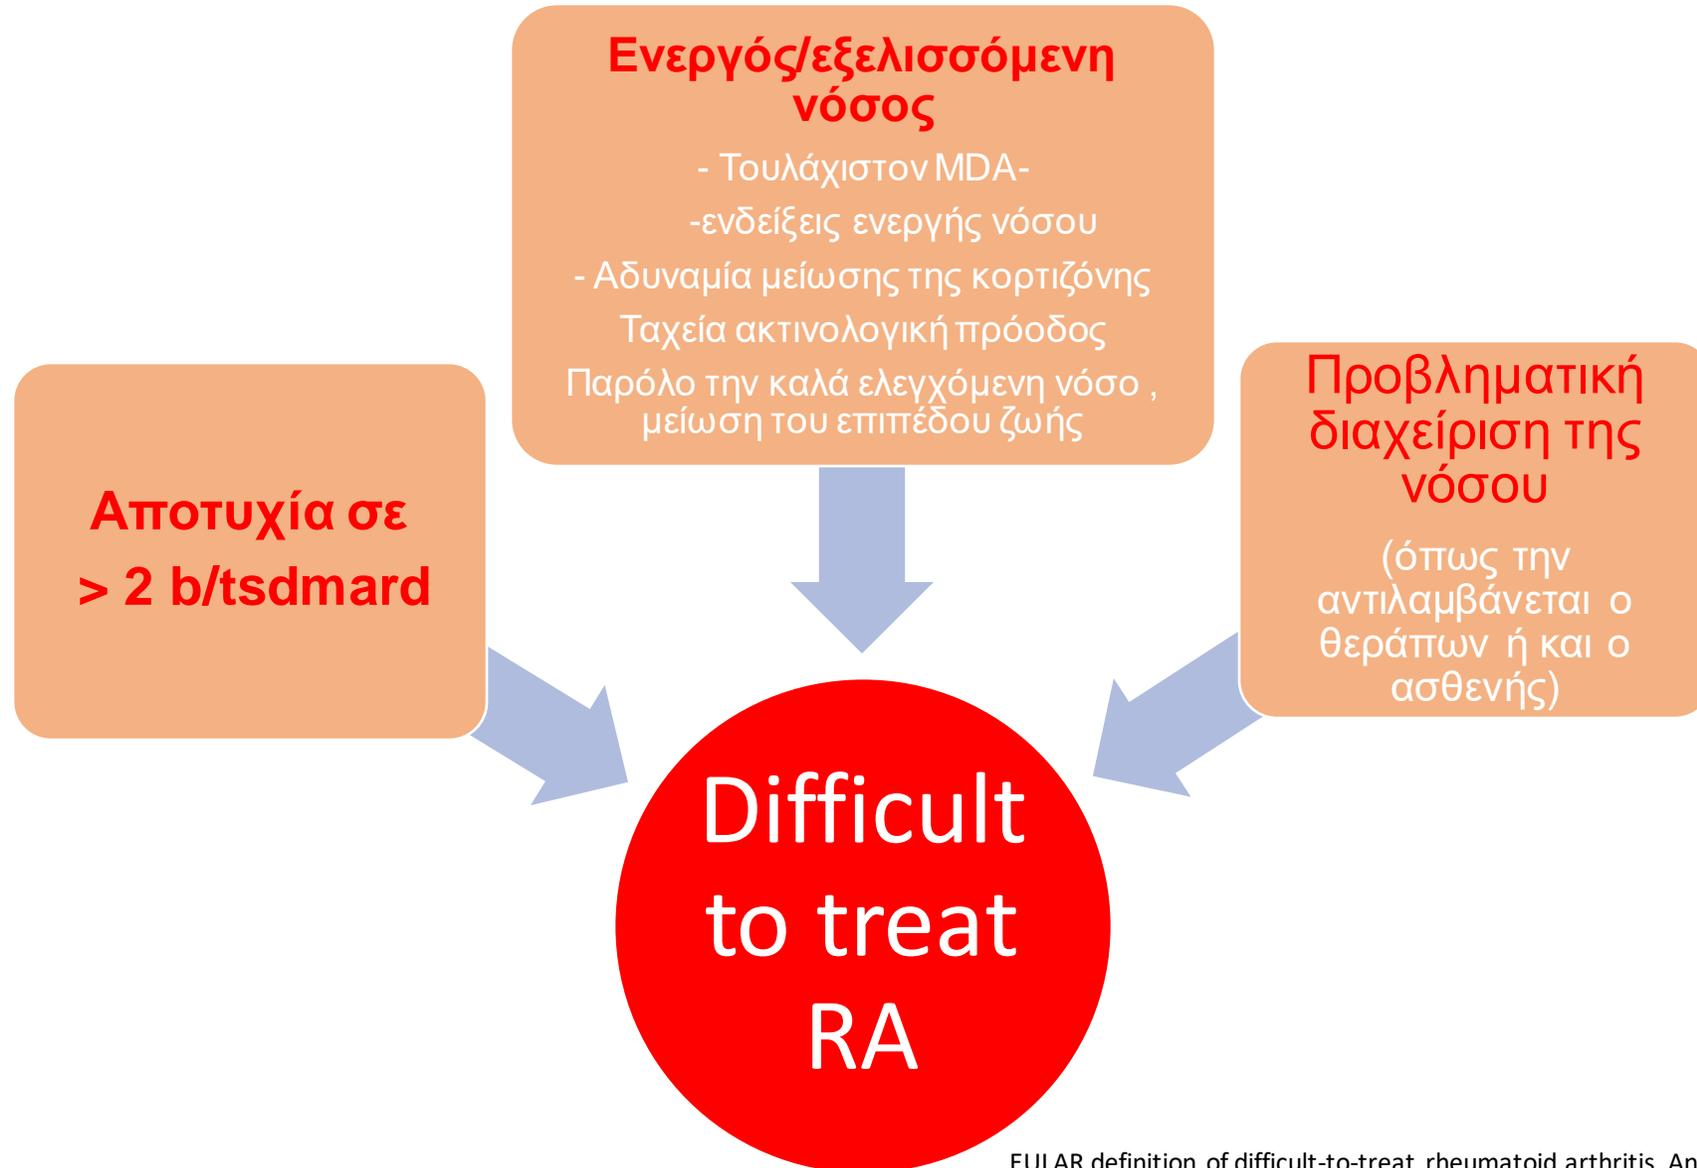 Ενεργός/εξελισσόμενη
νόσος
- Τουλάχιστον MDA-
-ενδείξεις ενεργής νόσου
- Αδυναμία μείωσης της κορτιζόνης
Ταχεία ακτινολογική πρόοδος
Παρόλο την καλά ελεγχόμενη νόσο ,
μείωση του επιπέδου ζωής
Αποτυχία σε
> 2 b/tsdmard
Προβληματική
διαχείριση της
νόσου
(όπως την
αντιλαμβάνεται ο
θεράπων ή και ο
ασθενής)
Difficult
to treat
RA
EULAR definition of difficult-to-treat rheumatoid arthritis. An